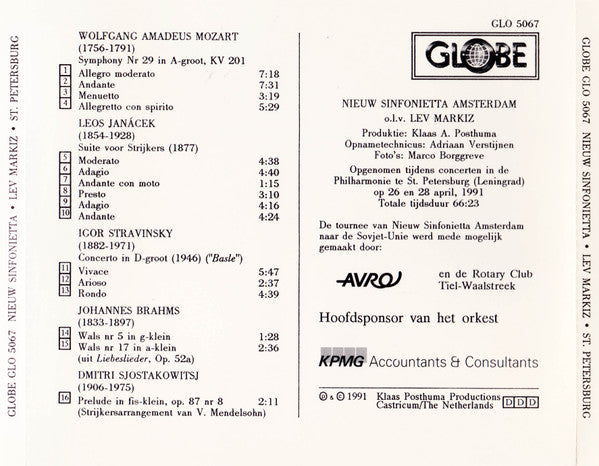 GLOBE GLO 5067 NIEUW SINFONIETTA • LEV MARKIZ • ST. PETERSBURG
WOLFGANG AMADEUS MOZART
(1756-1791)
Symphony Nr 29 in A-groot, KV 201
1 Allegro moderato 7:18
2 Andante 7:31
3 Menuetto 3:19
4 Allegretto con spirito 5:29
LEOS JANÁCEK
(1854-1928)
Suite voor Strijkers (1877)
5 Moderato 4:38
6 Adagio 4:40
7 Andante con moto 1:15
8 Presto 3:10
9 Adagio 4:16
10 Andante 4:24
IGOR STRAVINSKY
(1882-1971)
Concerto in D-groot (1946) ("Basle")
11 Vivace 5:47
12 Arioso 2:37
13 Rondo 4:39
JOHANNES BRAHMS
(1833-1897)
14 Wals nr 5 in g-klein 1:28
15 Wals nr 17 in a-klein 2:36
(uit Liebeslieder, Op. 52a)
DMITRI SJOSTAKOWITSJ
(1906-1975)
16 Prelude in fis-klein, op. 87 nr 8 2:11
(Strijkersarrangement van V. Mendelsohn)
GLO 5067
GLOBE
NIEUW SINFONIETTA AMSTERDAM
o.l.v. LEV MARKIZ
Produktie: Klaas A. Posthuma
Opnametechnicus: Adriaan Verstijnen
Foto's: Marco Borggreve
Opgenomen tijdens concerten in de
Philharmonie te St. Petersburg (Leningrad)
op 26 en 28 april, 1991
Totale tijdsduur 66:23
De tournee van Nieuw Sinfonietta Amsterdam
naar de Sovjet-Unie werd mede mogelijk
gemaakt door:
AVRO
en de Rotary Club
Tiel-Waalstreek
Hoofdsponsor van het orkest
KPMG Accountants & Consultants
℗ & © 1991 Klaas Posthuma Productions
Castricum/The Netherlands DDD
GLOBE GLO 5067 NIEUW SINFONIETTA • LEV MARKIZ • ST. PETERSBURG